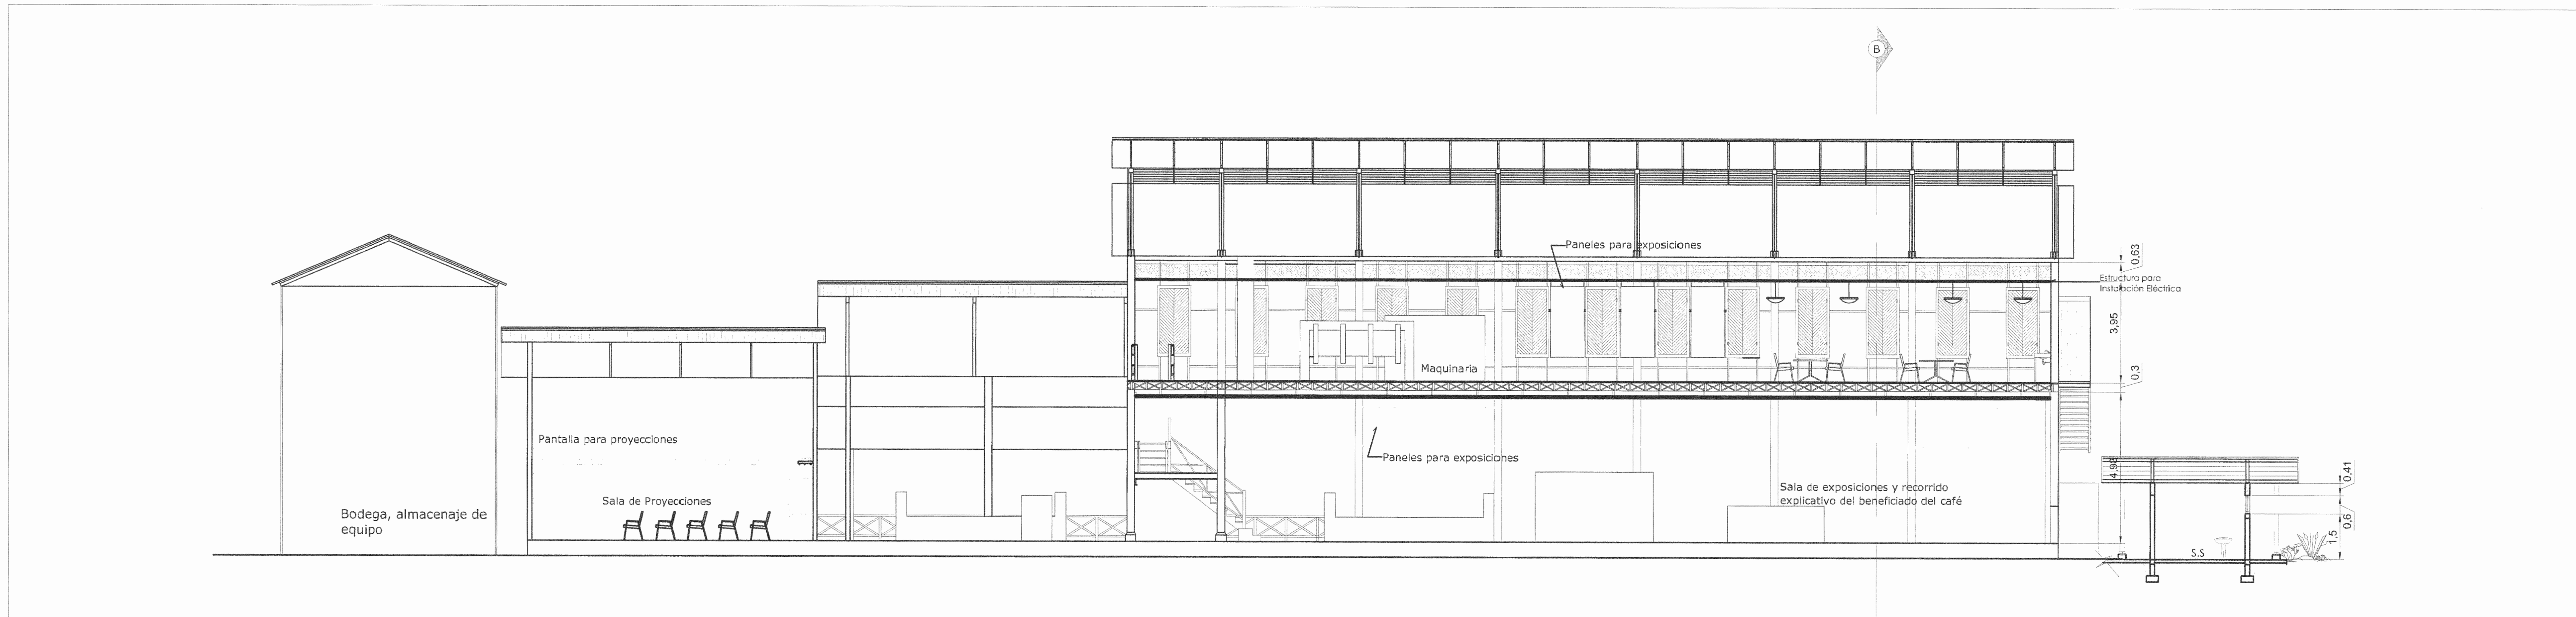 B
Paneles para exposiciones
0,63
Estructura para
Instalación Eléctrica
3,95
Maquinaria
0,3
Pantalla para proyecciones
Paneles para exposiciones
4,98
0,41
Sala de Proyecciones
Sala de exposiciones y recorrido
explicativo del beneficiado del café
Bodega, almacenaje de
equipo
0,6
1,5
S.S